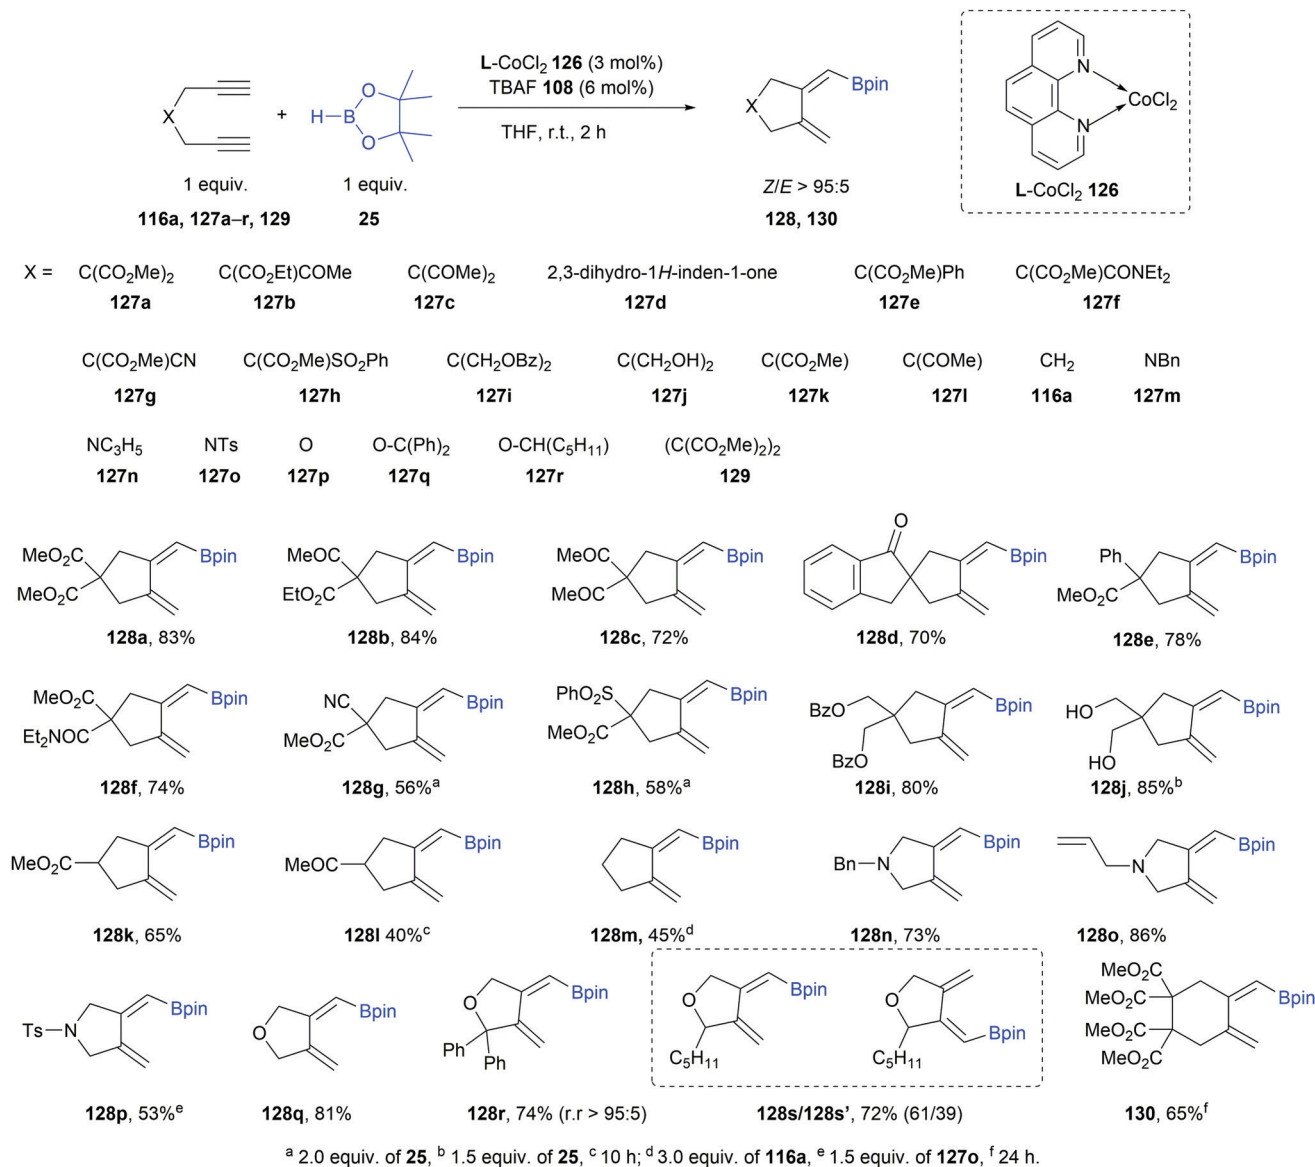 L-CoCl2 126 (3 mol%)
TBAF 108 (6 mol%)
THF, r.t., 2 h
X
+
H B O O
X Bpin
N N CoCl2
L-CoCl2 126
1 equiv. 1 equiv. Z/E > 95:5
116a, 127a–r, 129 25 128, 130
X = C(CO2Me)2 C(CO2Et)COMe C(COMe)2 2,3-dihydro-1H-inden-1-one C(CO2Me)Ph C(CO2Me)CONEt2
127a 127b 127c 127d 127e 127f
C(CO2Me)CN C(CO2Me)SO2Ph C(CH2OBz)2 C(CH2OH)2 C(CO2Me) C(COMe) CH2 NBn
127g 127h 127i 127j 127k 127l 116a 127m
NC3H5 NTs O O-C(Ph)2 O-CH(C5H11) (C(CO2Me)2)2
127n 127o 127p 127q 127r 129
MeO2C MeO2C Bpin MeOC EtO2C Bpin MeOC MeOC Bpin O Bpin Ph MeO2C Bpin
128a, 83% 128b, 84% 128c, 72% 128d, 70% 128e, 78%
MeO2C Et2NOC Bpin NC MeO2C Bpin PhO2S MeO2C Bpin BzO BzO Bpin HO HO Bpin
128f, 74% 128g, 56%a 128h, 58%a 128i, 80% 128j, 85%b
MeO2C Bpin MeOC Bpin Bpin Bn N Bpin N Bpin
128k, 65% 128l 40%c 128m, 45%d 128n, 73% 128o, 86%
Ts N Bpin O Bpin O Ph Ph Bpin O C5H11 Bpin O C5H11 Bpin MeO2C MeO2C MeO2C MeO2C Bpin
128p, 53%e 128q, 81% 128r, 74% (r.r > 95:5) 128s/128s’, 72% (61/39) 130, 65%f
a 2.0 equiv. of 25, b 1.5 equiv. of 25, c 10 h; d 3.0 equiv. of 116a, e 1.5 equiv. of 127o, f 24 h.